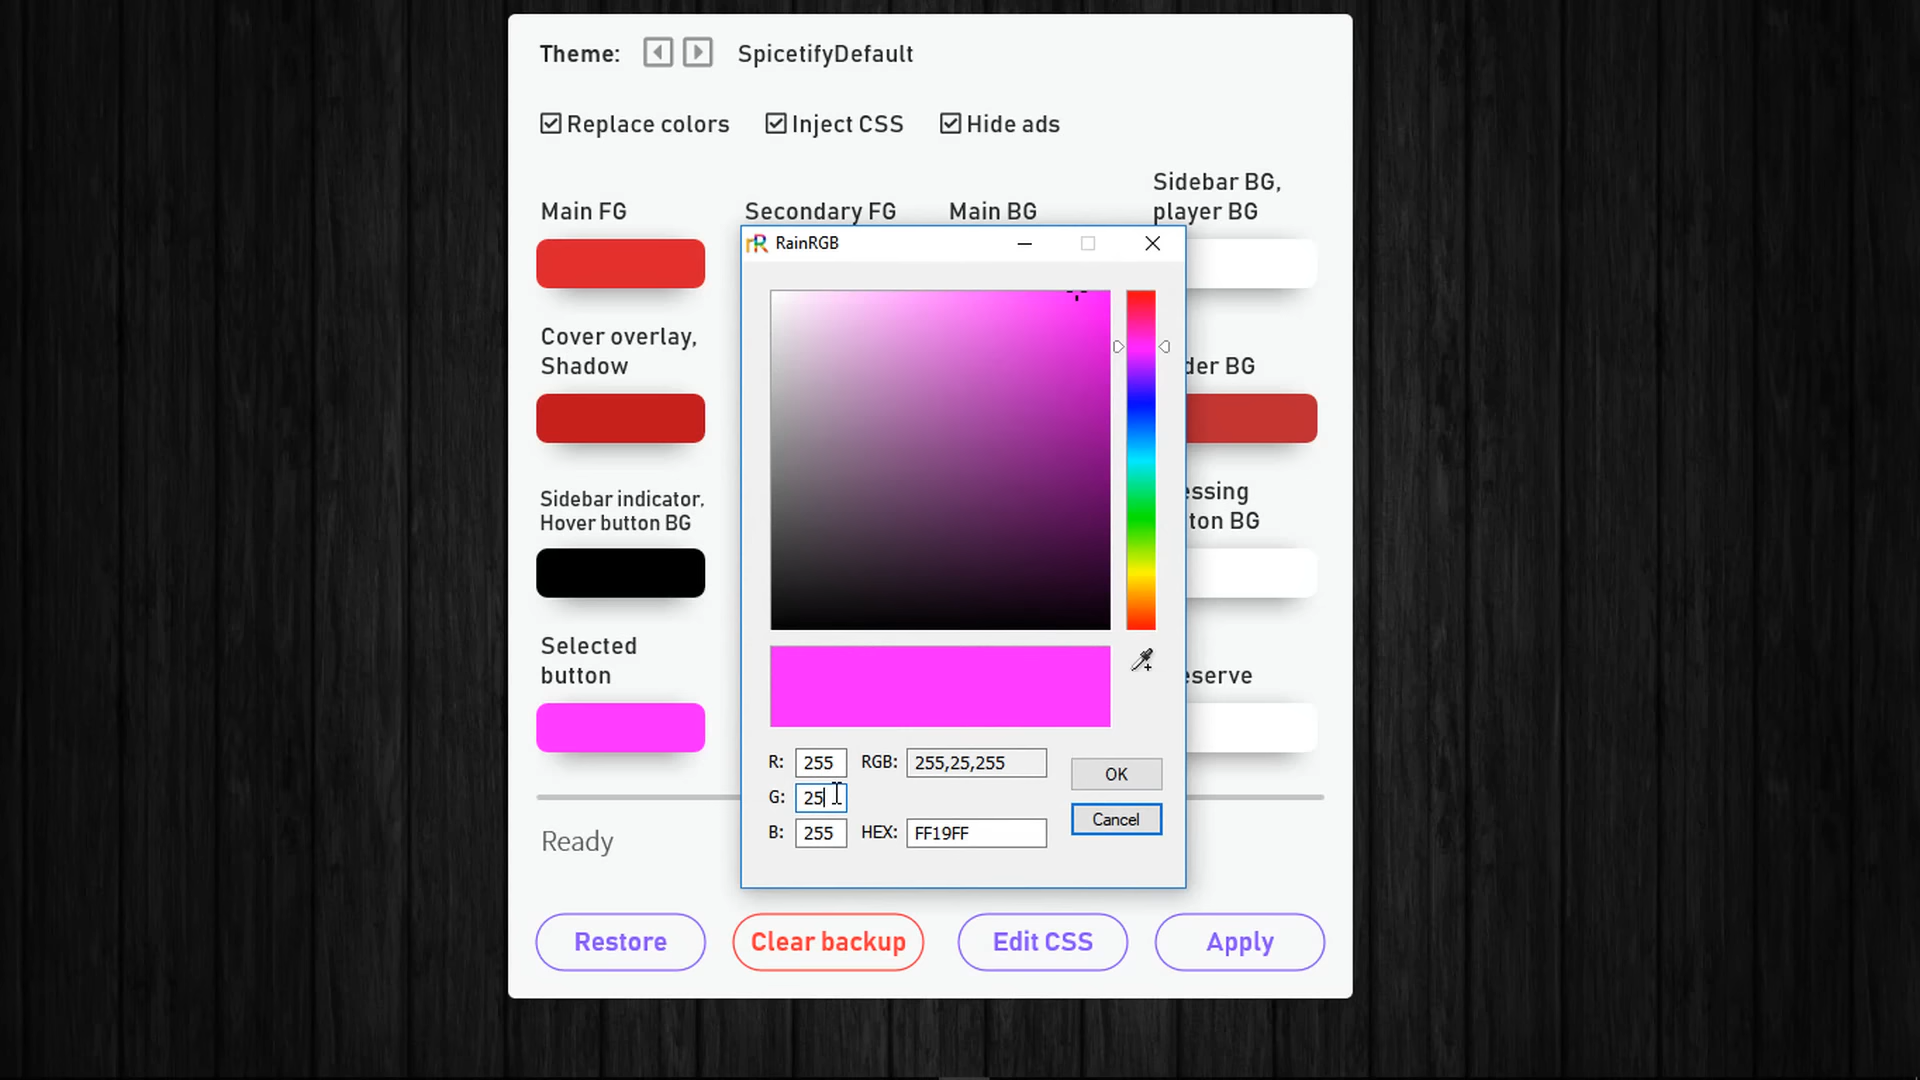 Theme: SpicetifyDefault
Replace colors Inject CSS Hide ads
Main FG
Secondary FG
Main BG
Sidebar BG,
player BG
RainRGB
Cover overlay,
Shadow
der BG
Sidebar indicator,
Hover button BG
essing
ton BG
Selected
button
eserve
R: 255 RGB: 255,25,255
G: 25
B: 255 HEX: FF19FF
OK
Cancel
Ready
Restore Clear backup Edit CSS Apply